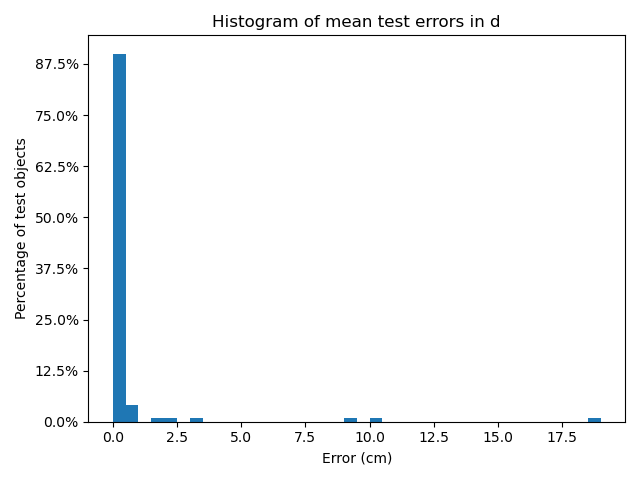 Histogram of mean test errors in d
Percentage of test objects
87.5%
75.0%
62.5%
50.0%
37.5%
25.0%
12.5%
0.0%
0.0 2.5 5.0 7.5 10.0 12.5 15.0 17.5
Error (cm)